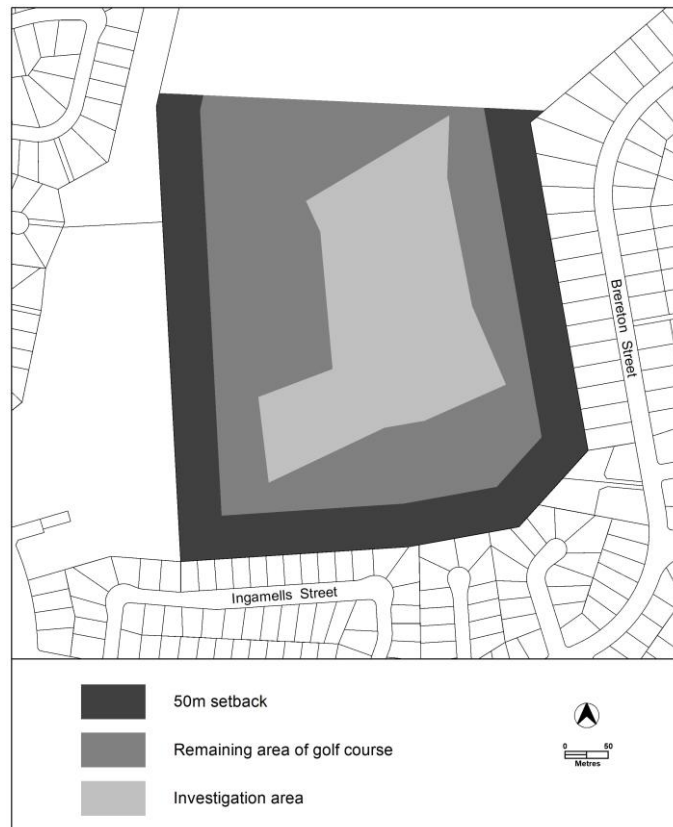 Brereton Street
Ingamells Street
50m setback
Remaining area of golf course
Investigation area
0 50
Metres